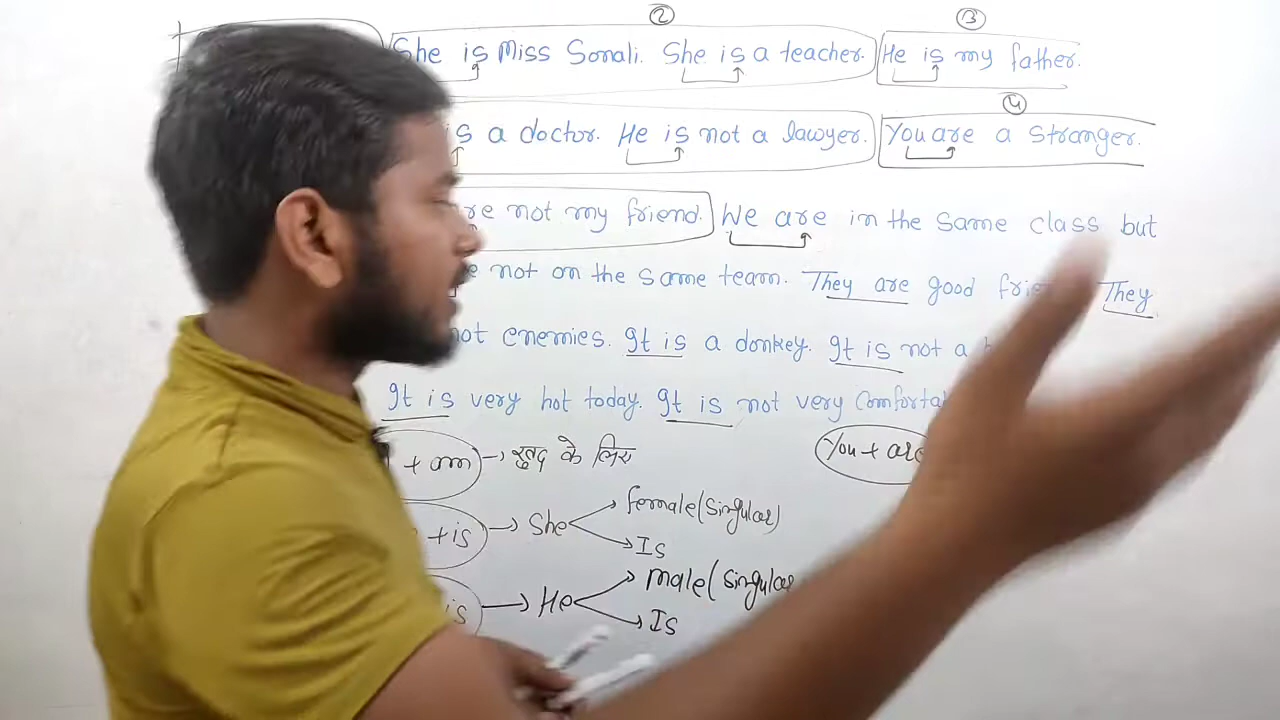 ② ③
She is Miss Sonali. She is a teacher. He is my father.
④
is a doctor. He is not a lawyer. You are a stranger.
not my friend. We are in the same class but
not on the same team. They are good They
not enemies. It is a donkey. It is not a
It is very hot today. It is not very
+ am → खुद के लिए You + are
+ is → She → female (Singular)
→ Is
is → He → male (Singular
→ Is